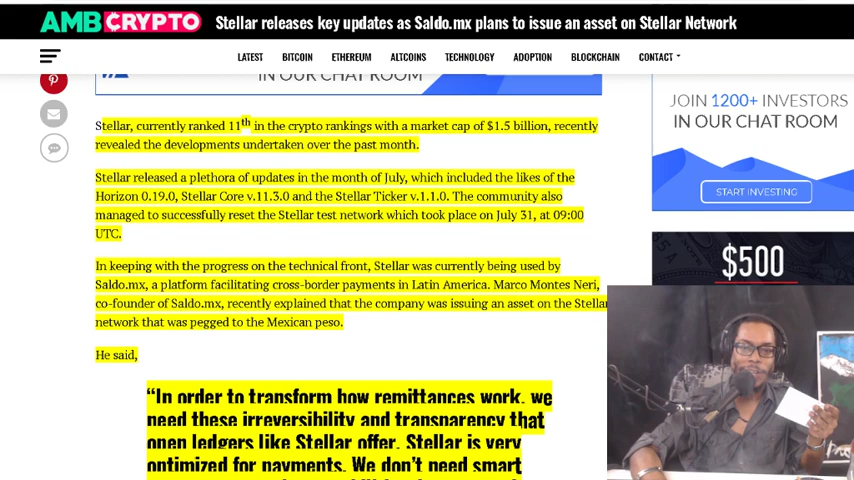 AMBCRYPTO Stellar releases key updates as Saldo.mx plans to issue an asset on Stellar Network
LATEST BITCOIN ETHEREUM ALTCOINS TECHNOLOGY ADOPTION BLOCKCHAIN CONTACT
IN OUR CHAT ROOM
JOIN 1200+ INVESTORS
IN OUR CHAT ROOM
START INVESTING
$500
Stellar, currently ranked 11th in the crypto rankings with a market cap of $1.5 billion, recently
revealed the developments undertaken over the past month.
Stellar released a plethora of updates in the month of July, which included the likes of the
Horizon 0.19.0, Stellar Core v.11.3.0 and the Stellar Ticker v.1.1.0. The community also
managed to successfully reset the Stellar test network which took place on July 31, at 09:00
UTC.
In keeping with the progress on the technical front, Stellar was currently being used by
Saldo.mx, a platform facilitating cross-border payments in Latin America. Marco Montes Neri,
co-founder of Saldo.mx, recently explained that the company was issuing an asset on the Stellar
network that was pegged to the Mexican peso.
He said,
“In order to transform how remittances work, we
need these irreversibility and transparency that
open ledgers like Stellar offer. Stellar is very
optimized for payments. We don’t need smart